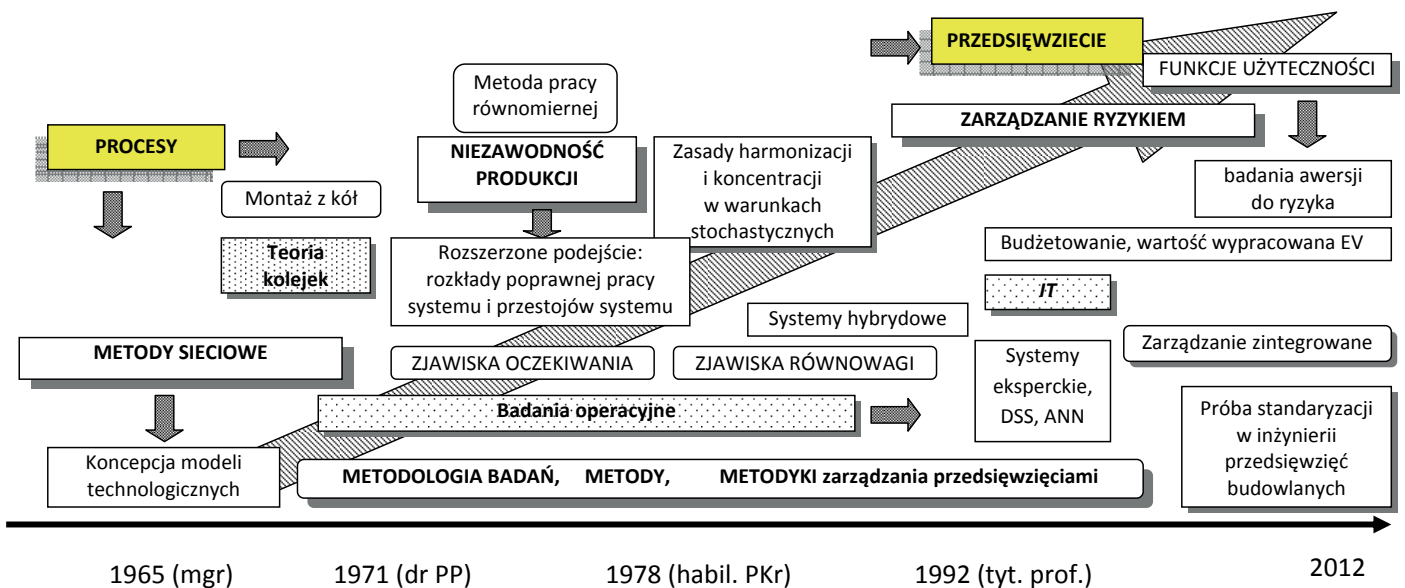 PRZEDSIĘWZIECIE
FUNKCJE UŻYTECZNOŚCI
Metoda pracy
równomiernej
ZARZĄDZANIE RYZYKIEM
PROCESY
NIEZAWODNOŚĆ
PRODUKCJI
Zasady harmonizacji
i koncentracji
w warunkach
stochastycznych
badania awersji
do ryzyka
Montaż z kół
Teoria
kolejek
Rozszerzone podejście:
rozkłady poprawnej pracy
systemu i przestojów systemu
Budżetowanie, wartość wypracowana EV
IT
Systemy hybrydowe
METODY SIECIOWE
ZJAWISKA OCZEKIWANIA
ZJAWISKA RÓWNOWAGI
Systemy
eksperckie,
DSS, ANN
Zarządzanie zintegrowane
Badania operacyjne
Próba standaryzacji
w inżynierii
przedsięwzięć
budowlanych
Koncepcja modeli
technologicznych
METODOLOGIA BADAŃ, METODY, METODYKI zarządzania przedsięwzięciami
1965 (mgr) 1971 (dr PP) 1978 (habil. PKr) 1992 (tyt. prof.) 2012